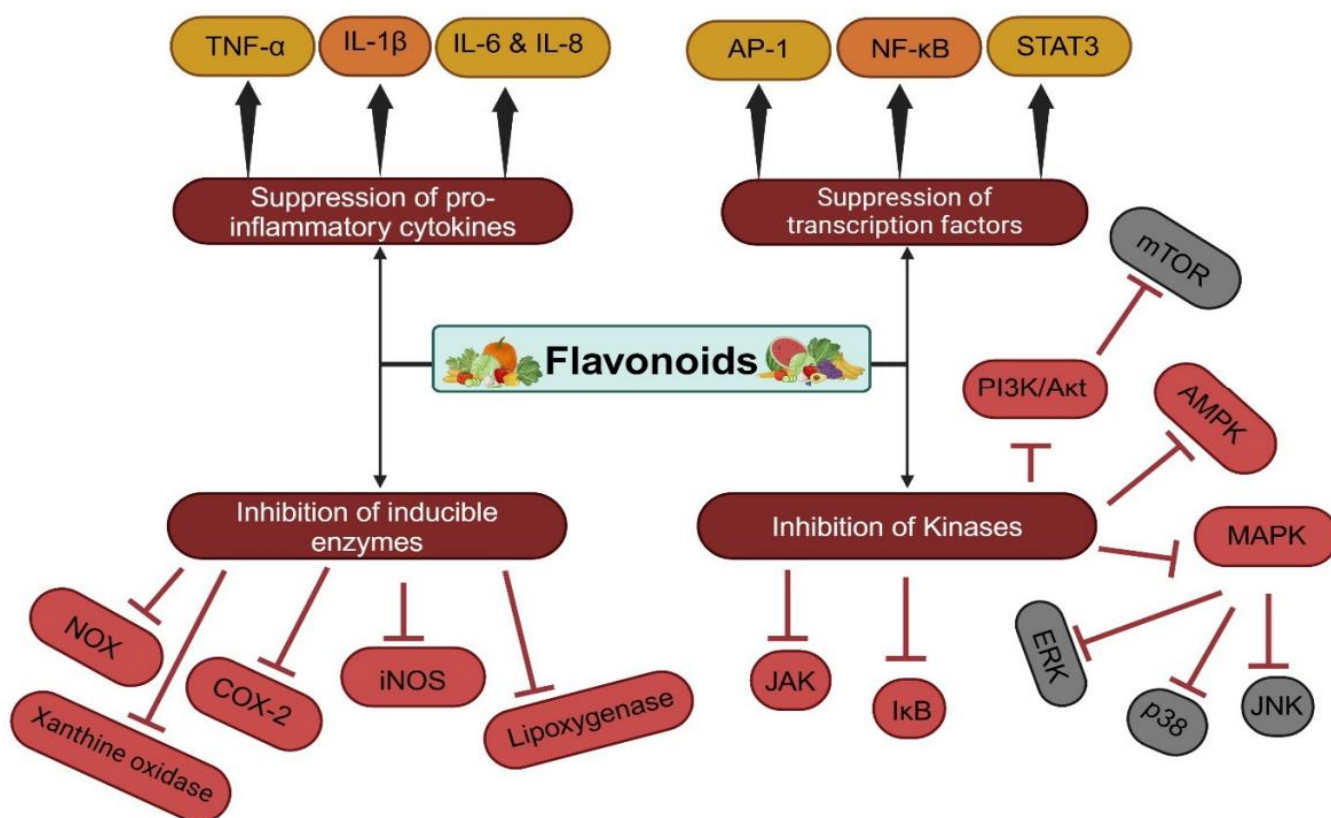 TNF-α
IL-1β
IL-6 & IL-8
AP-1
NF-κB
STAT3
Suppression of pro-
inflammatory cytokines
Suppression of
transcription factors
mTOR
Flavonoids
PI3K/Aκt
AMPK
Inhibition of inducible
enzymes
Inhibition of Kinases
MAPK
NOX
Xanthine oxidase
COX-2
iNOS
Lipoxygenase
JAK
IκB
ERK
p38
JNK